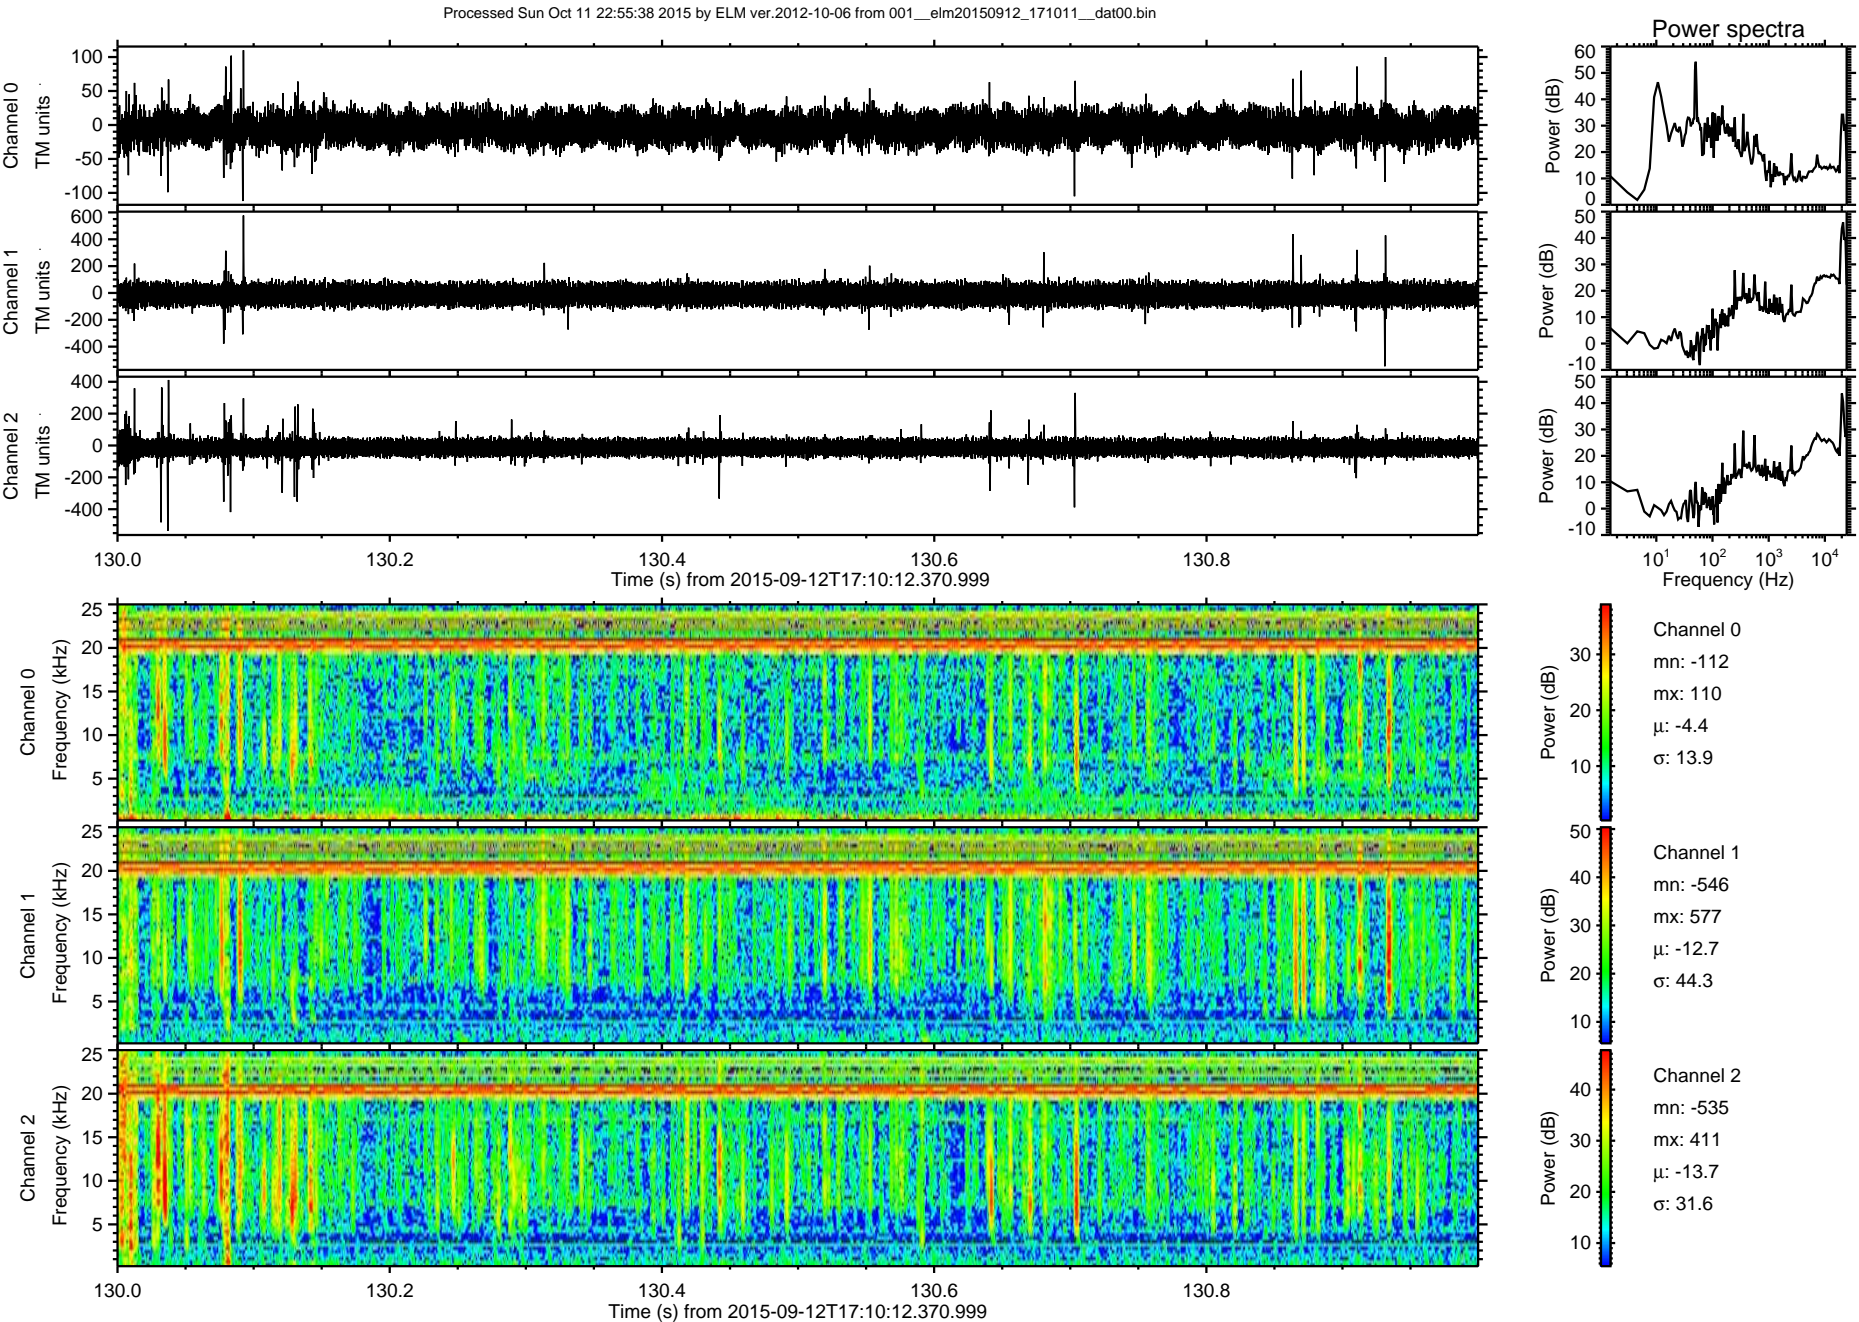 Processed Sun Oct 11 22:55:38 2015 by ELM ver.2012-10-06 from 001__elm20150912_171011__dat00.bin
Power spectra
Channel 0
TM units
100
50
0
-50
-100
Power (dB)
60
50
40
30
20
10
0
Channel 1
TM units
600
400
200
0
-200
-400
Power (dB)
50
40
30
20
10
0
-10
Channel 2
TM units
400
200
0
-200
-400
Power (dB)
50
40
30
20
10
0
-10
130.0 130.2 130.4 130.6 130.8
Time (s) from 2015-09-12T17:10:12.370.999
10¹ 10² 10³ 10⁴
Frequency (Hz)
Channel 0
Frequency (kHz)
25
20
15
10
5
Power (dB)
30
20
10
Channel 0
mn: -112
mx: 110
μ: -4.4
σ: 13.9
Channel 1
Frequency (kHz)
25
20
15
10
5
Power (dB)
50
40
30
20
10
Channel 1
mn: -546
mx: 577
μ: -12.7
σ: 44.3
Channel 2
Frequency (kHz)
25
20
15
10
5
Power (dB)
40
30
20
10
Channel 2
mn: -535
mx: 411
μ: -13.7
σ: 31.6
130.0 130.2 130.4 130.6 130.8
Time (s) from 2015-09-12T17:10:12.370.999